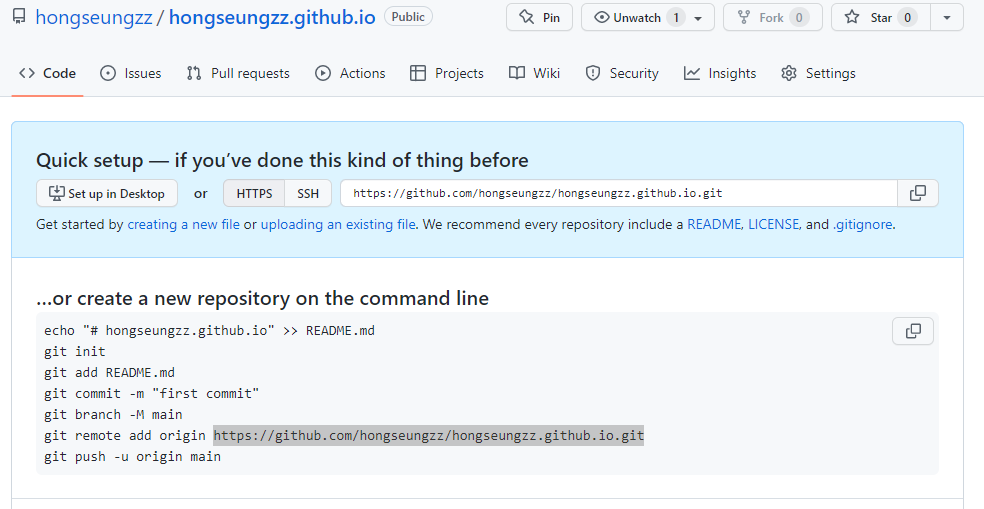 hongseungzz / hongseungzz.github.io Public Pin Unwatch 1 Fork 0 Star 0
Code Issues Pull requests Actions Projects Wiki Security Insights Settings
Quick setup — if you’ve done this kind of thing before
Set up in Desktop or HTTPS SSH https://github.com/hongseungzz/hongseungzz.github.io.git
Get started by creating a new file or uploading an existing file. We recommend every repository include a README, LICENSE, and .gitignore.
…or create a new repository on the command line
echo "# hongseungzz.github.io" >> README.md
git init
git add README.md
git commit -m "first commit"
git branch -M main
git remote add origin https://github.com/hongseungzz/hongseungzz.github.io.git
git push -u origin main